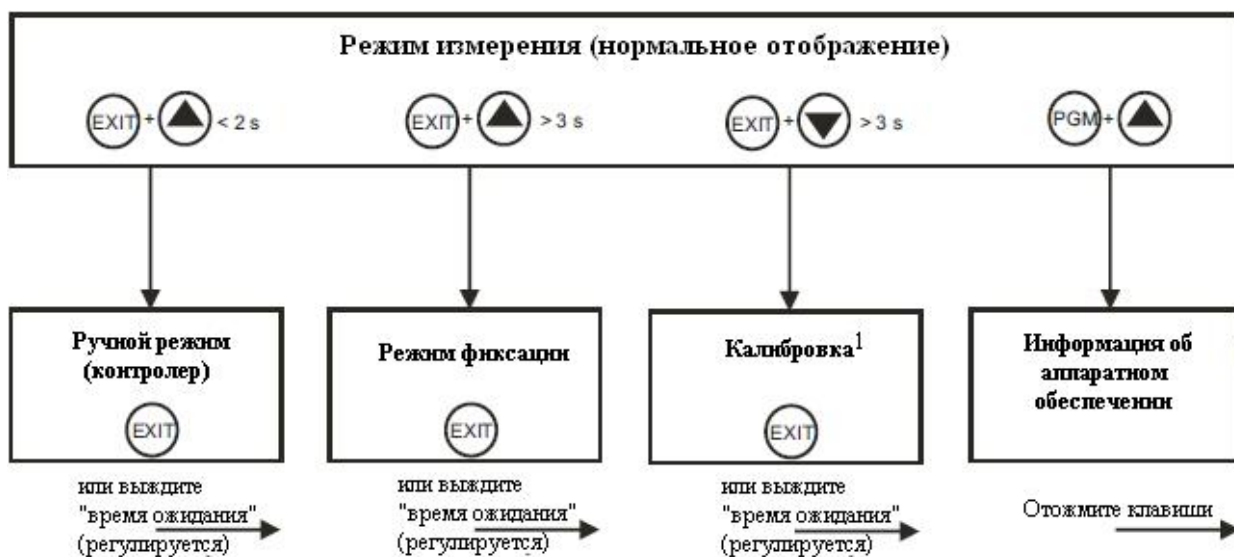 Режим измерения (нормальное отображение)
EXIT + < 2 s
EXIT + > 3 s
EXIT + > 3 s
PGM +
Ручной режим
(контролер)
EXIT
Режим фиксации
EXIT
Калибровка1
EXIT
Информация об
аппаратном
обеспечении
или выждите
"время ожидания"
(регулируется)
или выждите
"время ожидания"
(регулируется)
или выждите
"время ожидания"
(регулируется)
Отожмите клавиши